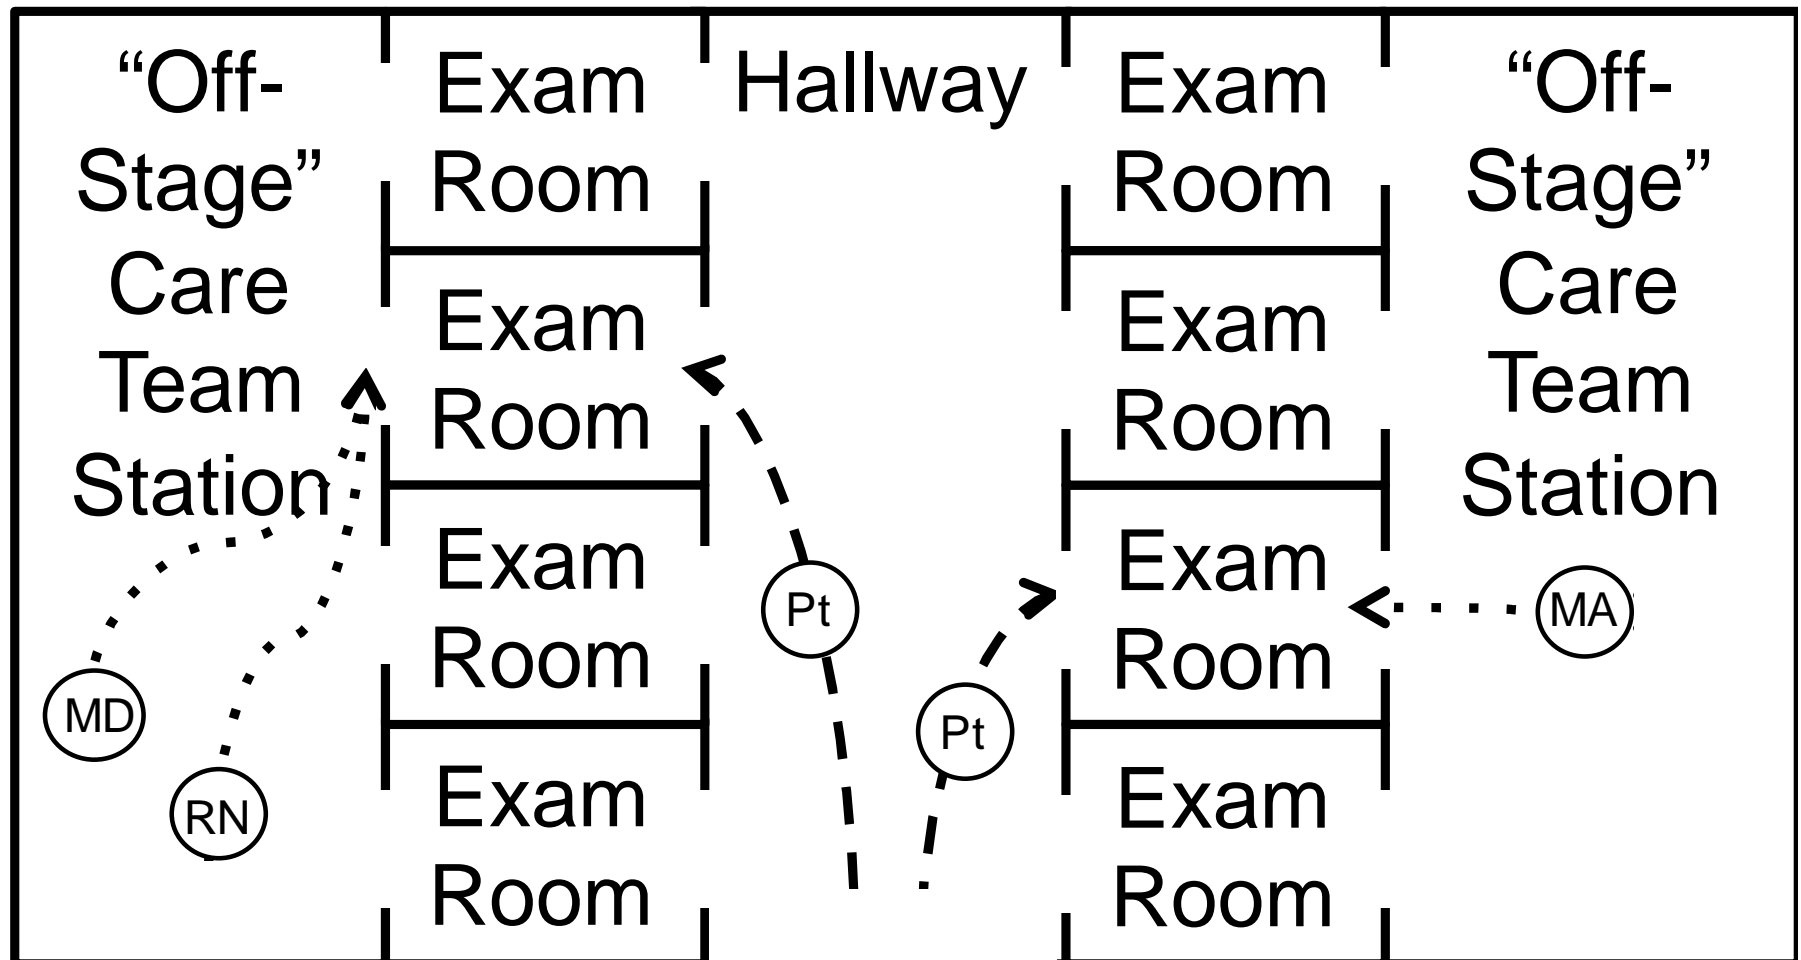 “Off-
Stage”
Care
Team
Station
Exam
Room
Exam
Room
Exam
Room
Exam
Room
Hallway
Exam
Room
Exam
Room
Exam
Room
Exam
Room
“Off-
Stage”
Care
Team
Station
MD
RN
Pt
Pt
MA